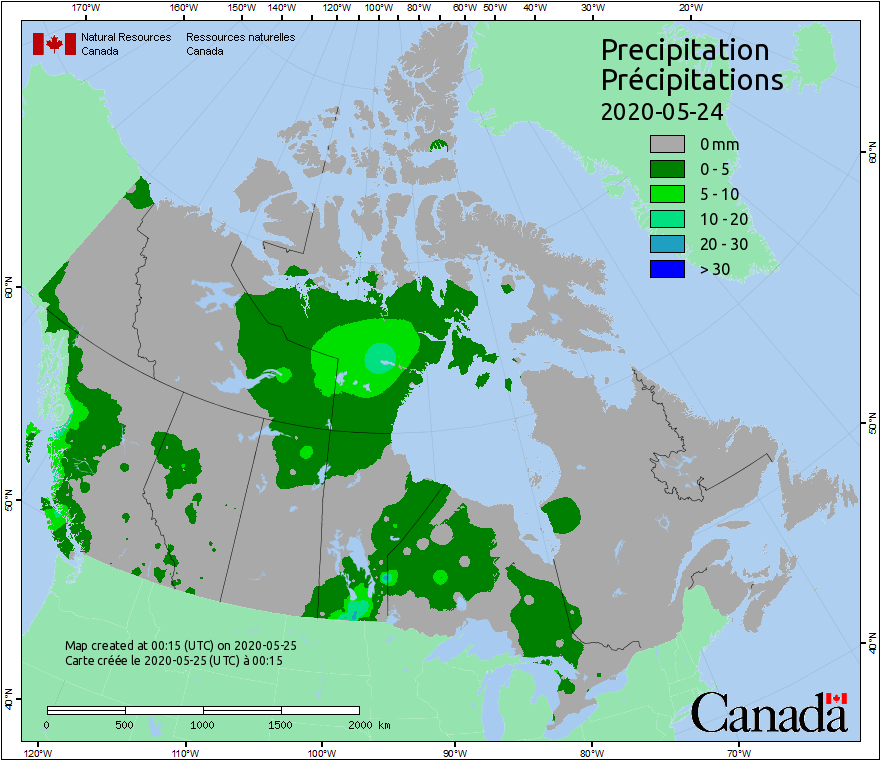 170°W 160°W 150°W 140°W 130°W 120°W 110°W 100°W 90°W 80°W 70°W 60°W 50°W 40°W 30°W 20°W
Natural Resources Canada
Ressources naturelles Canada
Precipitation
Précipitations
2020-05-24
0 mm
0 - 5
5 - 10
10 - 20
20 - 30
> 30
60°N
60°N
50°N
50°N
40°N
40°N
Map created at 00:15 (UTC) on 2020-05-25
Carte créée le 2020-05-25 (UTC) à 00:15
0 500 1000 1500 2000 km
Canada
120°W 110°W 100°W 90°W 80°W 70°W